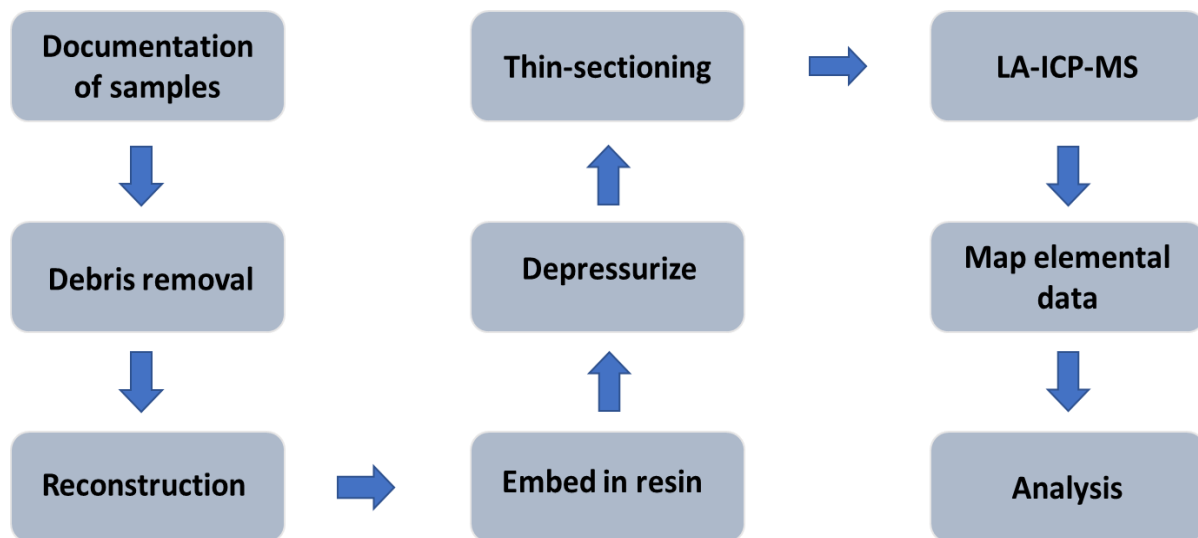 Documentation
of samples
Debris removal
Reconstruction
Embed in resin
Depressurize
Thin-sectioning
LA-ICP-MS
Map elemental
data
Analysis